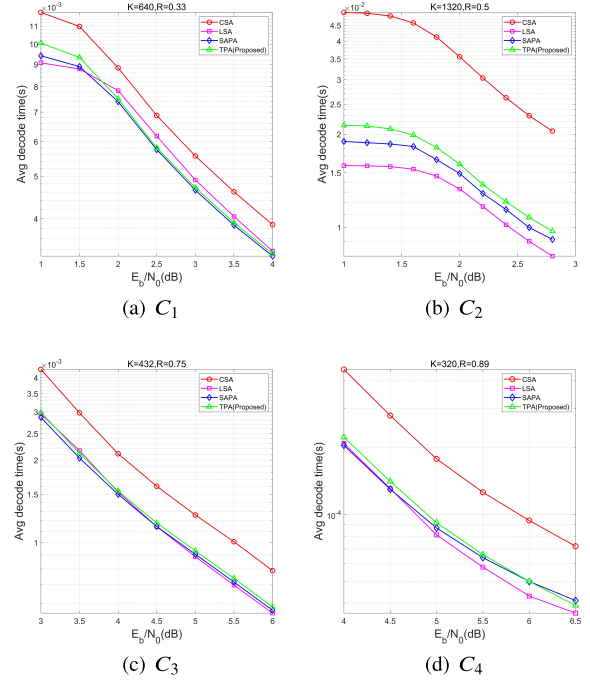 ×10⁻³
K=640,R=0.33
CSA
LSA
SAPA
TPA(Proposed)
Avg decode time(s)
11
10
9
8
7
6
5
4
1
1.5
2
2.5
3
3.5
4
E_b/N_0(dB)
(a) C_1
×10⁻²
K=1320,R=0.5
CSA
LSA
SAPA
TPA(Proposed)
Avg decode time(s)
4.5
4
3.5
3
2.5
2
1.5
1
1
1.5
2
2.5
3
E_b/N_0(dB)
(b) C_2
×10⁻³
K=432,R=0.75
CSA
LSA
SAPA
TPA(Proposed)
Avg decode time(s)
4
3.5
3
2.5
2
1.5
1
3
3.5
4
4.5
5
5.5
6
E_b/N_0(dB)
(c) C_3
K=320,R=0.89
CSA
LSA
SAPA
TPA(Proposed)
Avg decode time(s)
10⁻⁴
4
4.5
5
5.5
6
6.5
E_b/N_0(dB)
(d) C_4